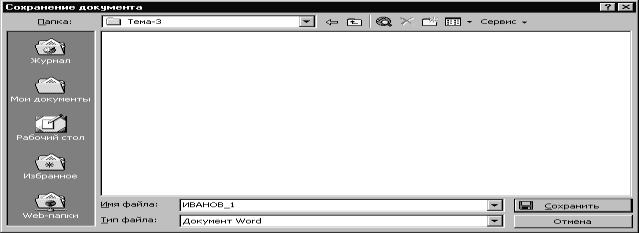 Сохранение документа
Папка: Тема-3 Сервис
Журнал
Мои документы
Рабочий стол
Избранное
Web-папки
Имя файла: ИВАНОВ_1 Сохранить
Тип файла: Документ Word Отмена